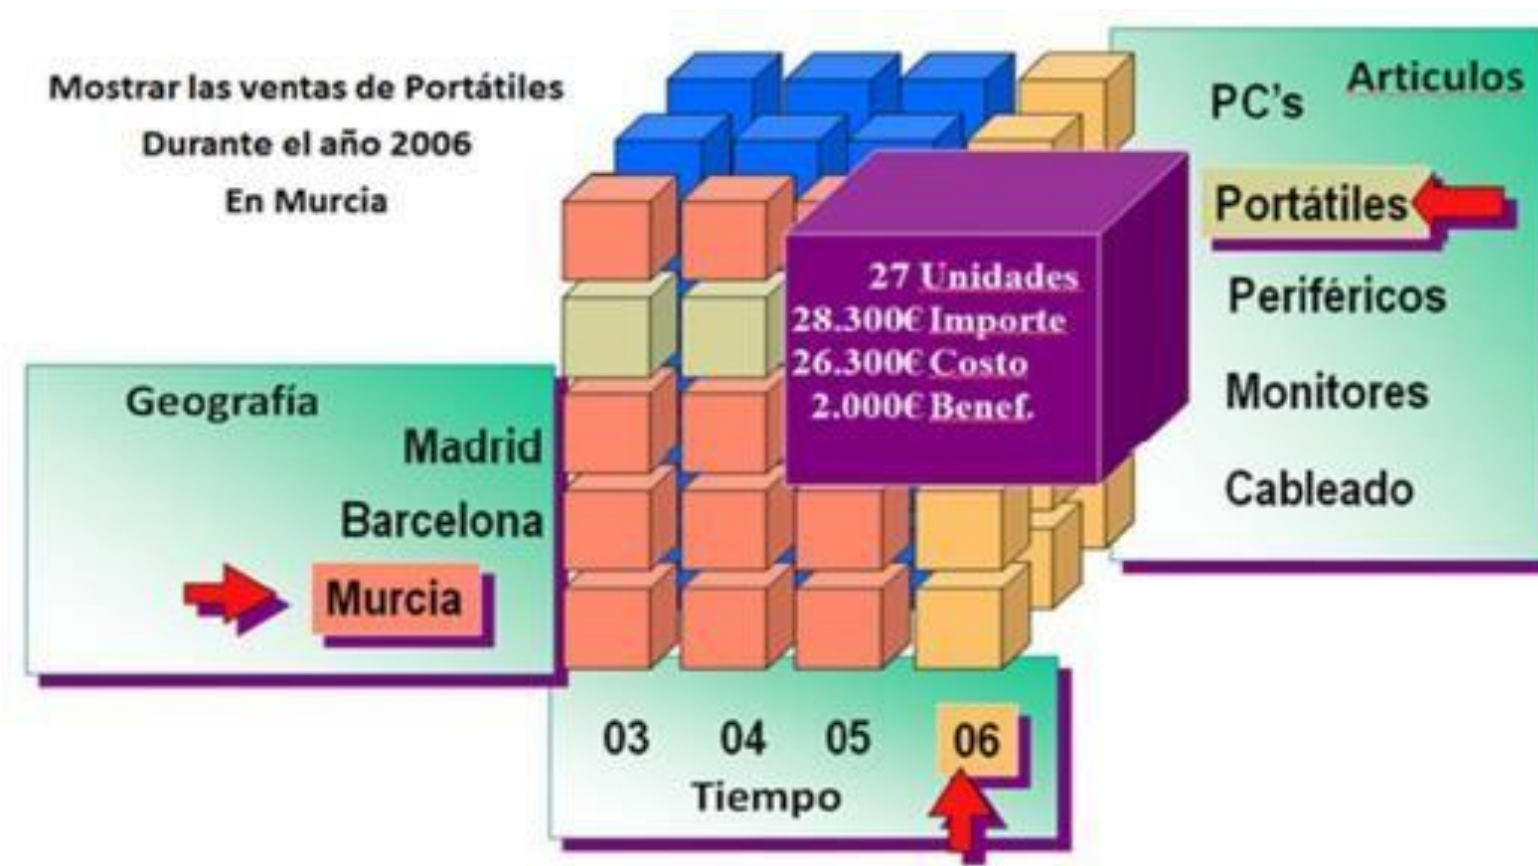 Mostrar las ventas de Portátiles
Durante el año 2006
En Murcia
Articulos
PC's
Portátiles
Periféricos
Monitores
Cableado
27 Unidades
28.300€ Importe
26.300€ Costo
2.000€ Benef.
Geografía
Madrid
Barcelona
Murcia
03 04 05 06
Tiempo